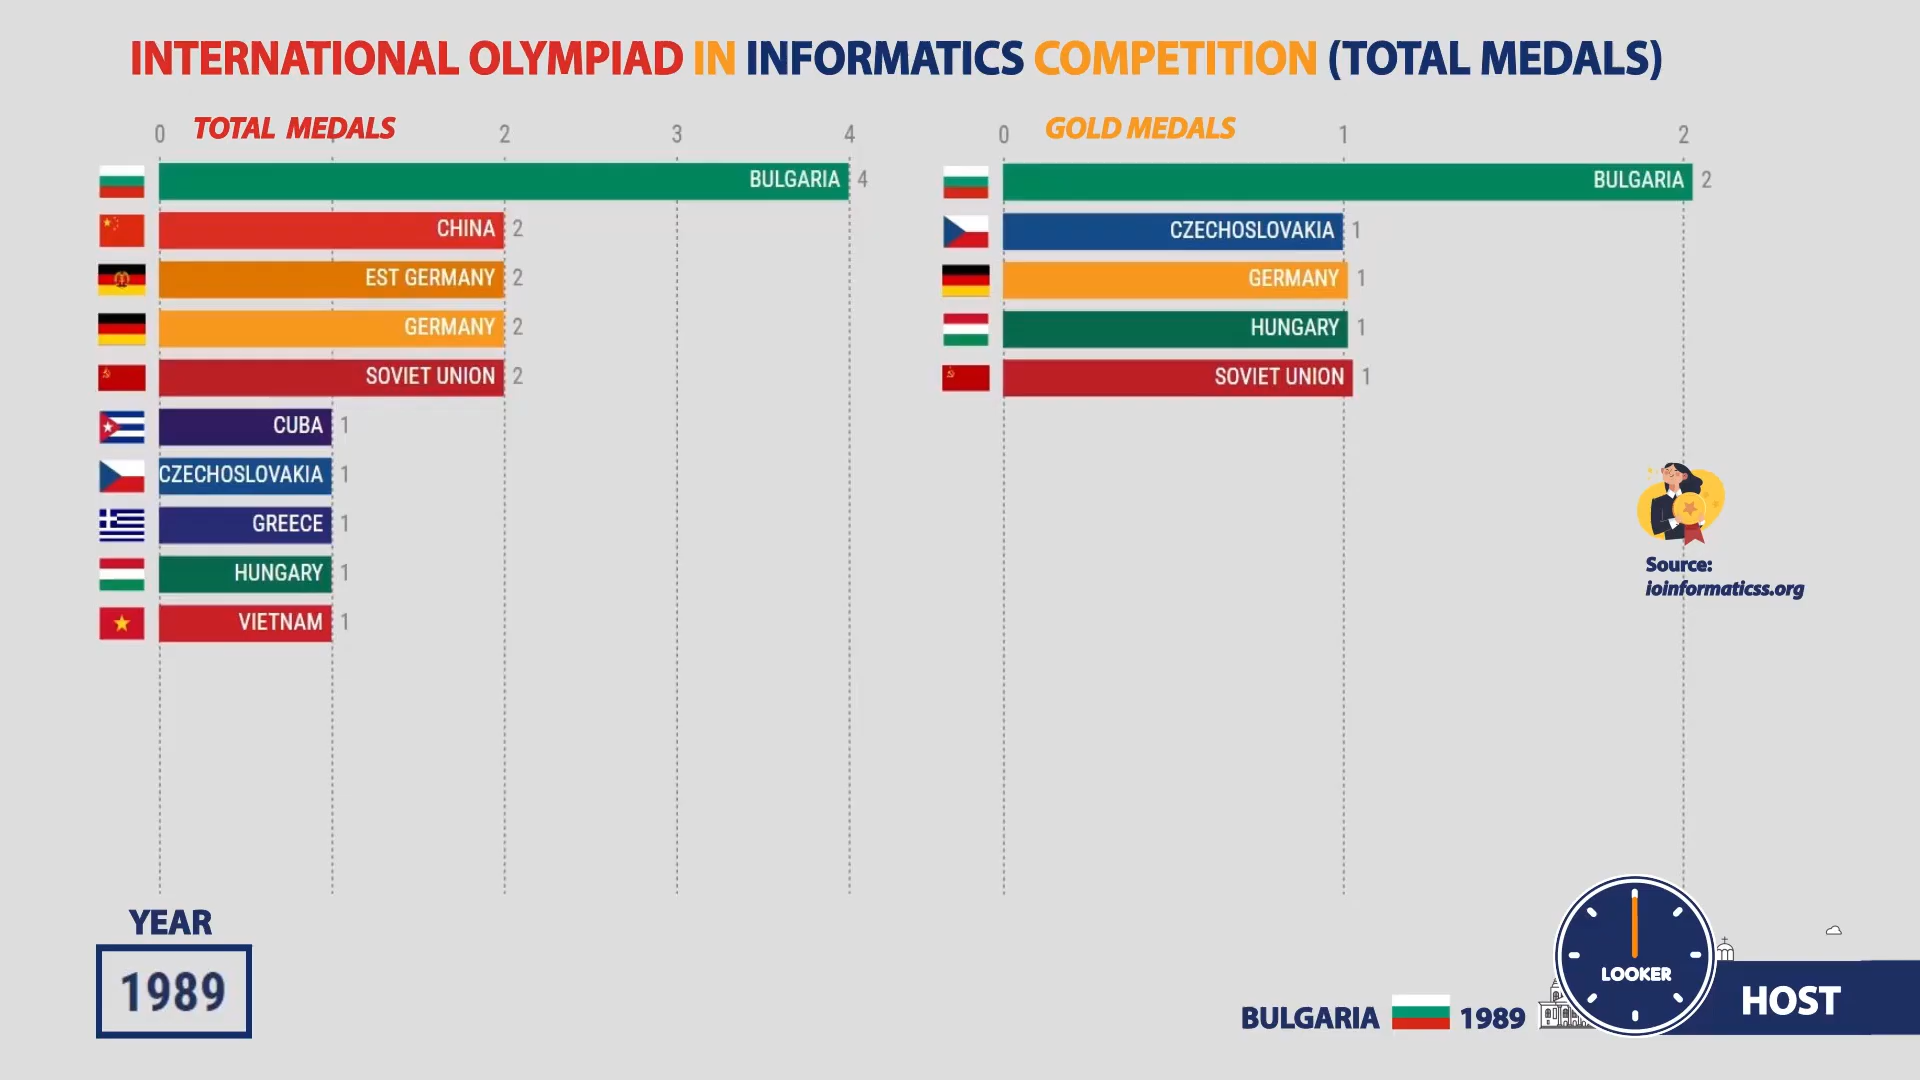 INTERNATIONAL OLYMPIAD IN INFORMATICS COMPETITION (TOTAL MEDALS)
0 TOTAL MEDALS 2 3 4
BULGARIA 4
CHINA 2
EST GERMANY 2
GERMANY 2
SOVIET UNION 2
CUBA 1
CZECHOSLOVAKIA 1
GREECE 1
HUNGARY 1
VIETNAM 1
0 GOLD MEDALS 1 2
BULGARIA 2
CZECHOSLOVAKIA 1
GERMANY 1
HUNGARY 1
SOVIET UNION 1
Source:
ioinformaticss.org
YEAR
1989
BULGARIA 1989
LOOKER
HOST